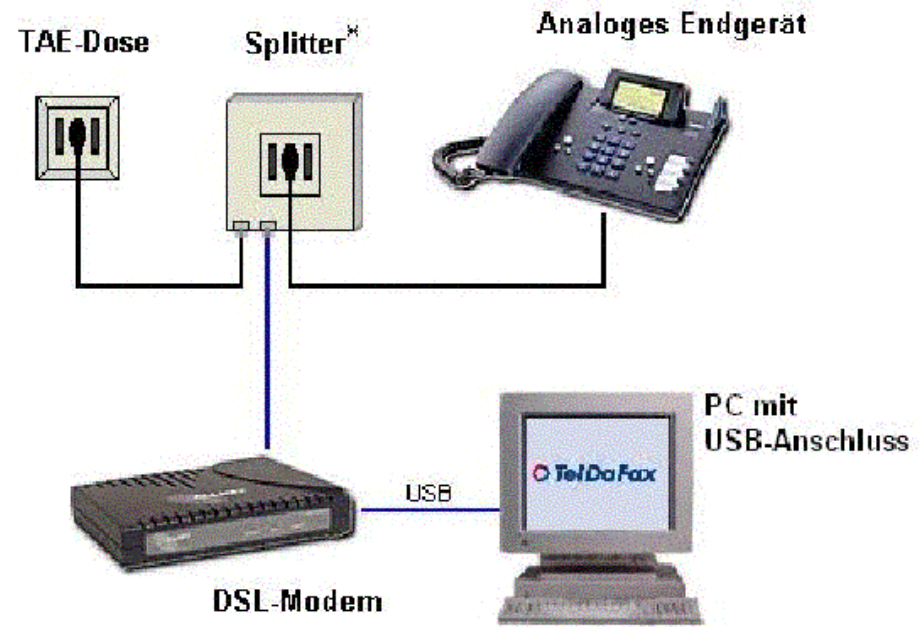 TAE-Dose
Splitter*
Analoges Endgerät
PC mit
USB-Anschluss
TelDaFax
USB
DSL-Modem